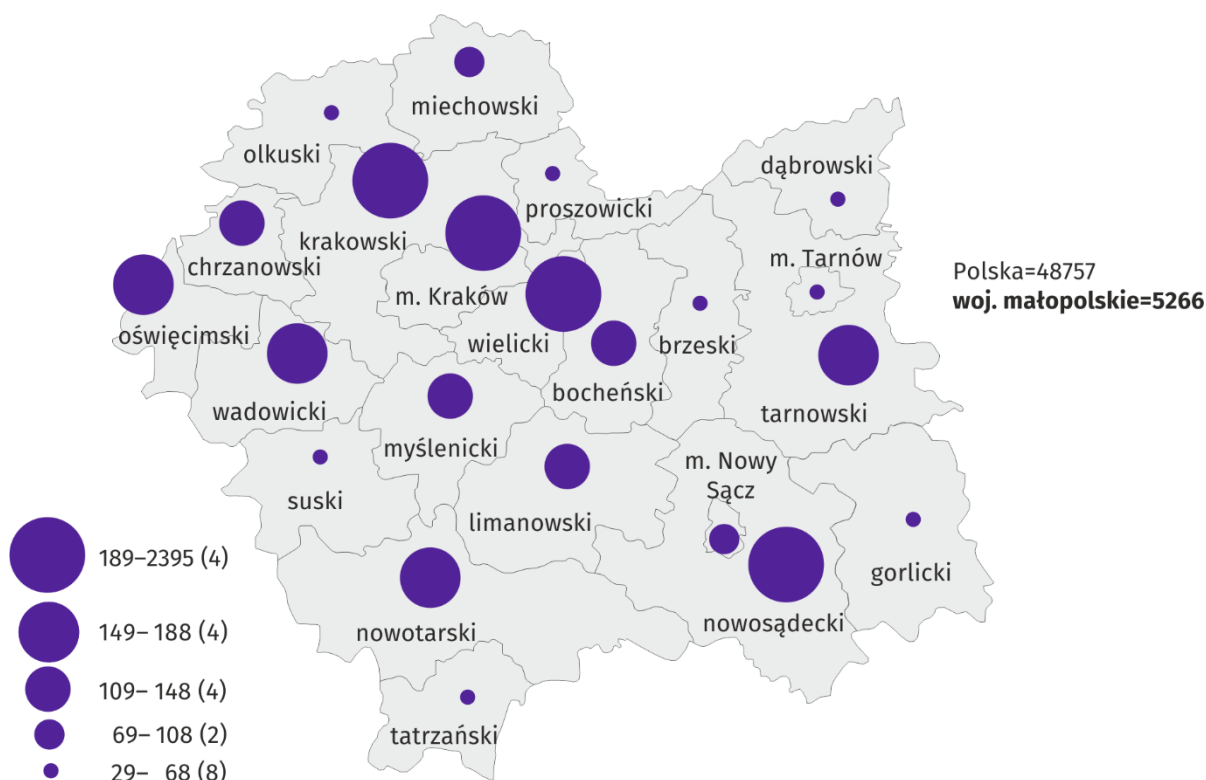 miechowski
olkuski
dąbrowski
proszowicki
krakowski
chrzanowski
m. Tarnów
Polska=48757
woj. małopolskie=5266
m. Kraków
oświęcimski
wielicki
brzeski
bocheński
wadowicki
tarnowski
myślenicki
m. Nowy
Sącz
suski
limanowski
gorlicki
nowosądecki
nowotarski
tatrzański
189–2395 (4)
149– 188 (4)
109– 148 (4)
69– 108 (2)
29– 68 (8)